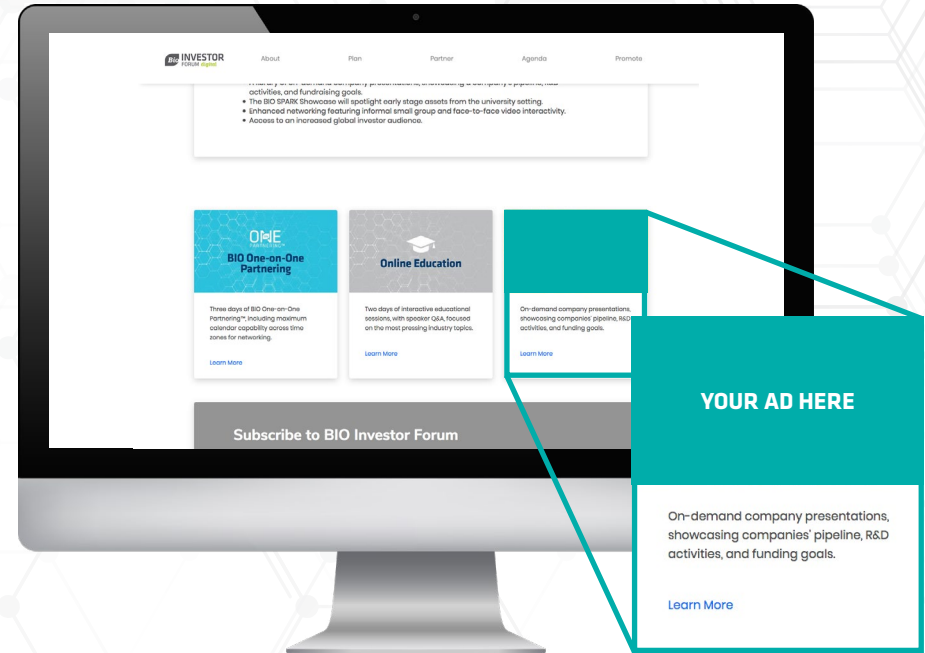 Bio INVESTOR
FORUM digital
About
Plan
Partner
Agenda
Promote
activities, and fundraising goals.
• The BIO SPARK Showcase will spotlight early stage assets from the university setting.
• Enhanced networking featuring informal small group and face-to-face video interactivity.
• Access to an increased global investor audience.
ONE
BIO One-on-One
Partnering
Three days of BIO One-on-One
Partnering™, including maximum
calendar capability across time
zones for networking.
Learn More
Online Education
Two days of interactive educational
sessions, with speaker Q&A, focused
on the most pressing industry topics.
Learn More
On-demand company presentations,
showcasing companies' pipeline, R&D
activities, and funding goals.
Learn More
Subscribe to BIO Investor Forum
YOUR AD HERE
On-demand company presentations,
showcasing companies' pipeline, R&D
activities, and funding goals.
Learn More